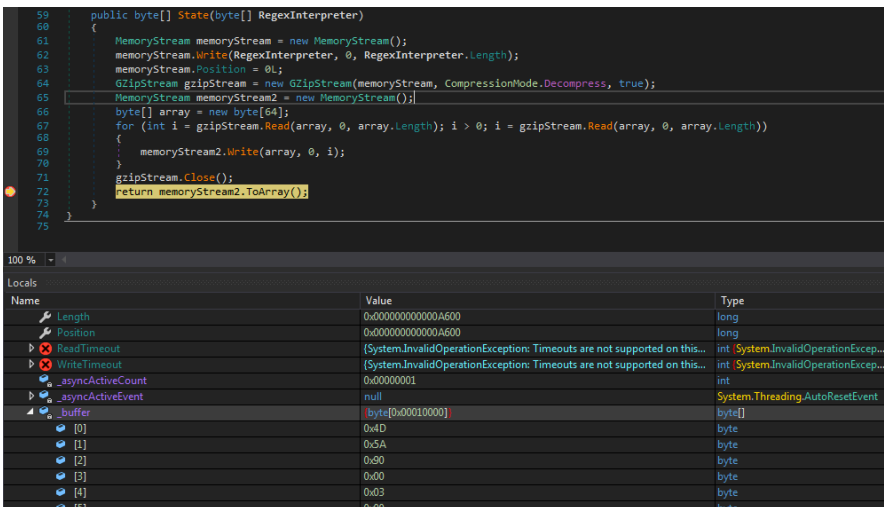 59 public byte[] State(byte[] RegexInterpreter)
60 {
61 MemoryStream memoryStream = new MemoryStream();
62 memoryStream.Write(RegexInterpreter, 0, RegexInterpreter.Length);
63 memoryStream.Position = 0L;
64 GZipStream gzipStream = new GZipStream(memoryStream, CompressionMode.Decompress, true);
65 MemoryStream memoryStream2 = new MemoryStream();
66 byte[] array = new byte[64];
67 for (int i = gzipStream.Read(array, 0, array.Length); i > 0; i = gzipStream.Read(array, 0, array.Length))
68 {
69 memoryStream2.Write(array, 0, i);
70 }
71 gzipStream.Close();
72 return memoryStream2.ToArray();
73 }
74 }
75
100 %
Locals
Name Value Type
Length 0x000000000000A600 long
Position 0x000000000000A600 long
ReadTimeout {System.InvalidOperationException: Timeouts are not supported on this... int {System.InvalidOperationExcep...
WriteTimeout {System.InvalidOperationException: Timeouts are not supported on this... int {System.InvalidOperationExcep...
_asyncActiveCount 0x00000001 int
_asyncActiveEvent null System.Threading.AutoResetEvent
_buffer {byte[0x00010000]} byte[]
[0] 0x4D byte
[1] 0x5A byte
[2] 0x90 byte
[3] 0x00 byte
[4] 0x03 byte